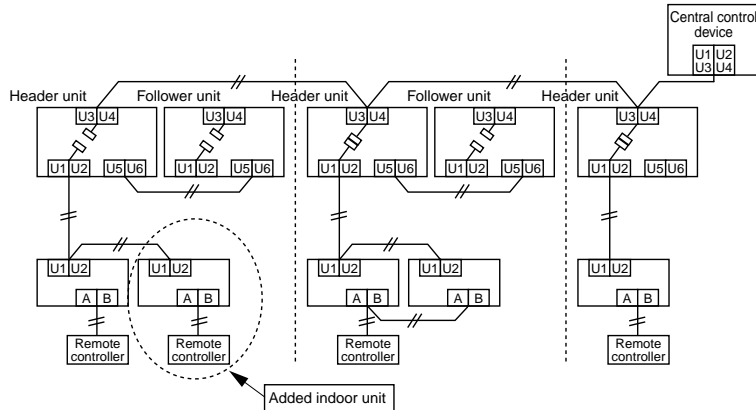 Central control
device
U1 U2
U3 U4
Header unit Follower unit Header unit Follower unit Header unit
U3 U4 U3 U4 U3 U4 U3 U4 U3 U4
U1 U2 U5 U6 U1 U2 U5 U6 U1 U2 U5 U6 U1 U2 U5 U6 U1 U2 U5 U6
U1 U2 U1 U2 U1 U2 U1 U2 U1 U2
A B A B A B A B A B
Remote
controller
Remote
controller
Remote
controller
Remote
controller
Added indoor unit